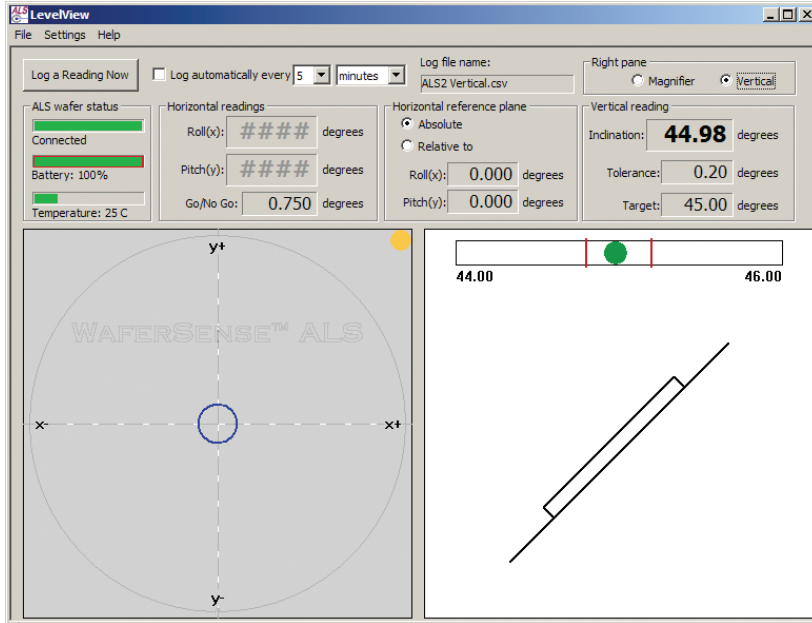 ALS LevelView
File Settings Help
Log a Reading Now
Log automatically every 5 minutes
Log file name:
ALS2 Vertical.csv
Right pane
Magnifier Vertical
ALS wafer status
Connected
Battery: 100%
Temperature: 25 C
Horizontal readings
Roll(x): #### degrees
Pitch(y): #### degrees
Go/No Go: 0.750 degrees
Horizontal reference plane
Absolute
Relative to
Roll(x): 0.000 degrees
Pitch(y): 0.000 degrees
Vertical reading
Inclination: 44.98 degrees
Tolerance: 0.20 degrees
Target: 45.00 degrees
y+
WAFERSENSE™ ALS
x- x+
y-
44.00 46.00